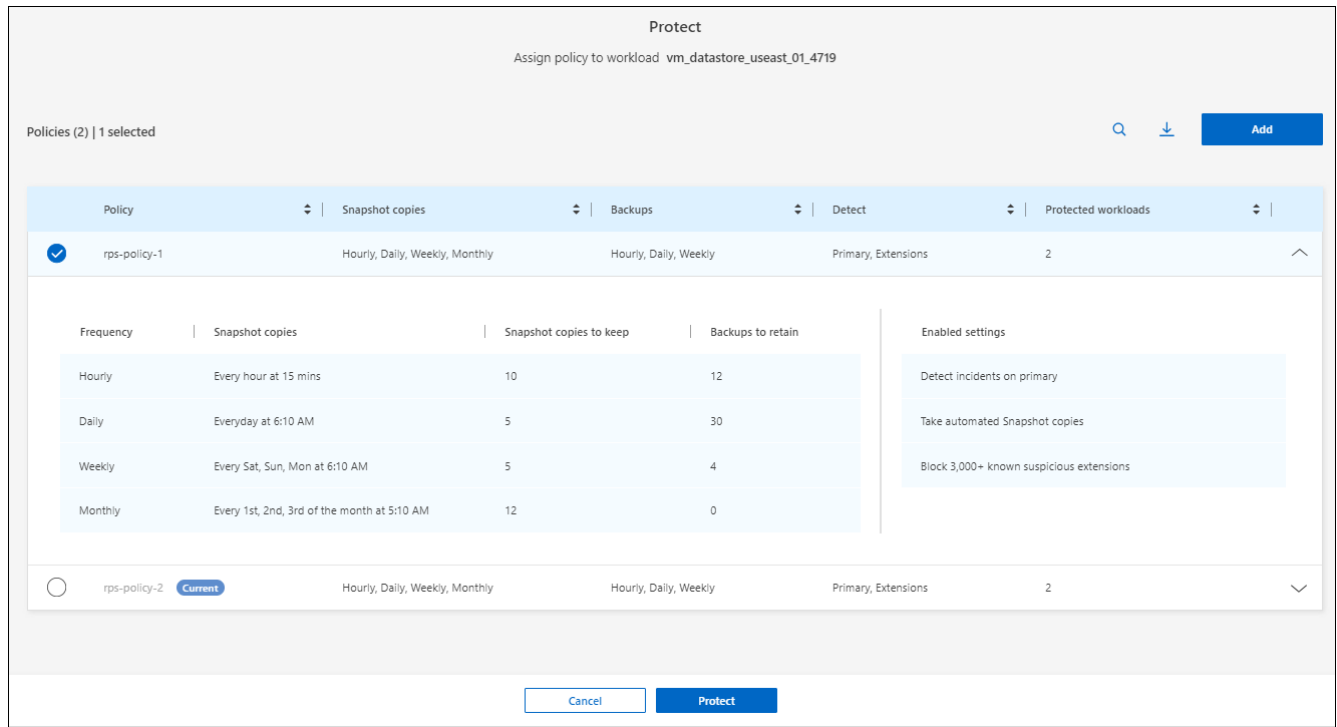 Protect
Assign policy to workload vm_datastore_useast_01_4719
Policies (2) | 1 selected
Add
Policy Snapshot copies Backups Detect Protected workloads
rps-policy-1 Hourly, Daily, Weekly, Monthly Hourly, Daily, Weekly Primary, Extensions 2
Frequency Snapshot copies Snapshot copies to keep Backups to retain Enabled settings
Hourly Every hour at 15 mins 10 12 Detect incidents on primary
Daily Everyday at 6:10 AM 5 30 Take automated Snapshot copies
Weekly Every Sat, Sun, Mon at 6:10 AM 5 4 Block 3,000+ known suspicious extensions
Monthly Every 1st, 2nd, 3rd of the month at 5:10 AM 12 0
rps-policy-2 Current Hourly, Daily, Weekly, Monthly Hourly, Daily, Weekly Primary, Extensions 2
Cancel Protect